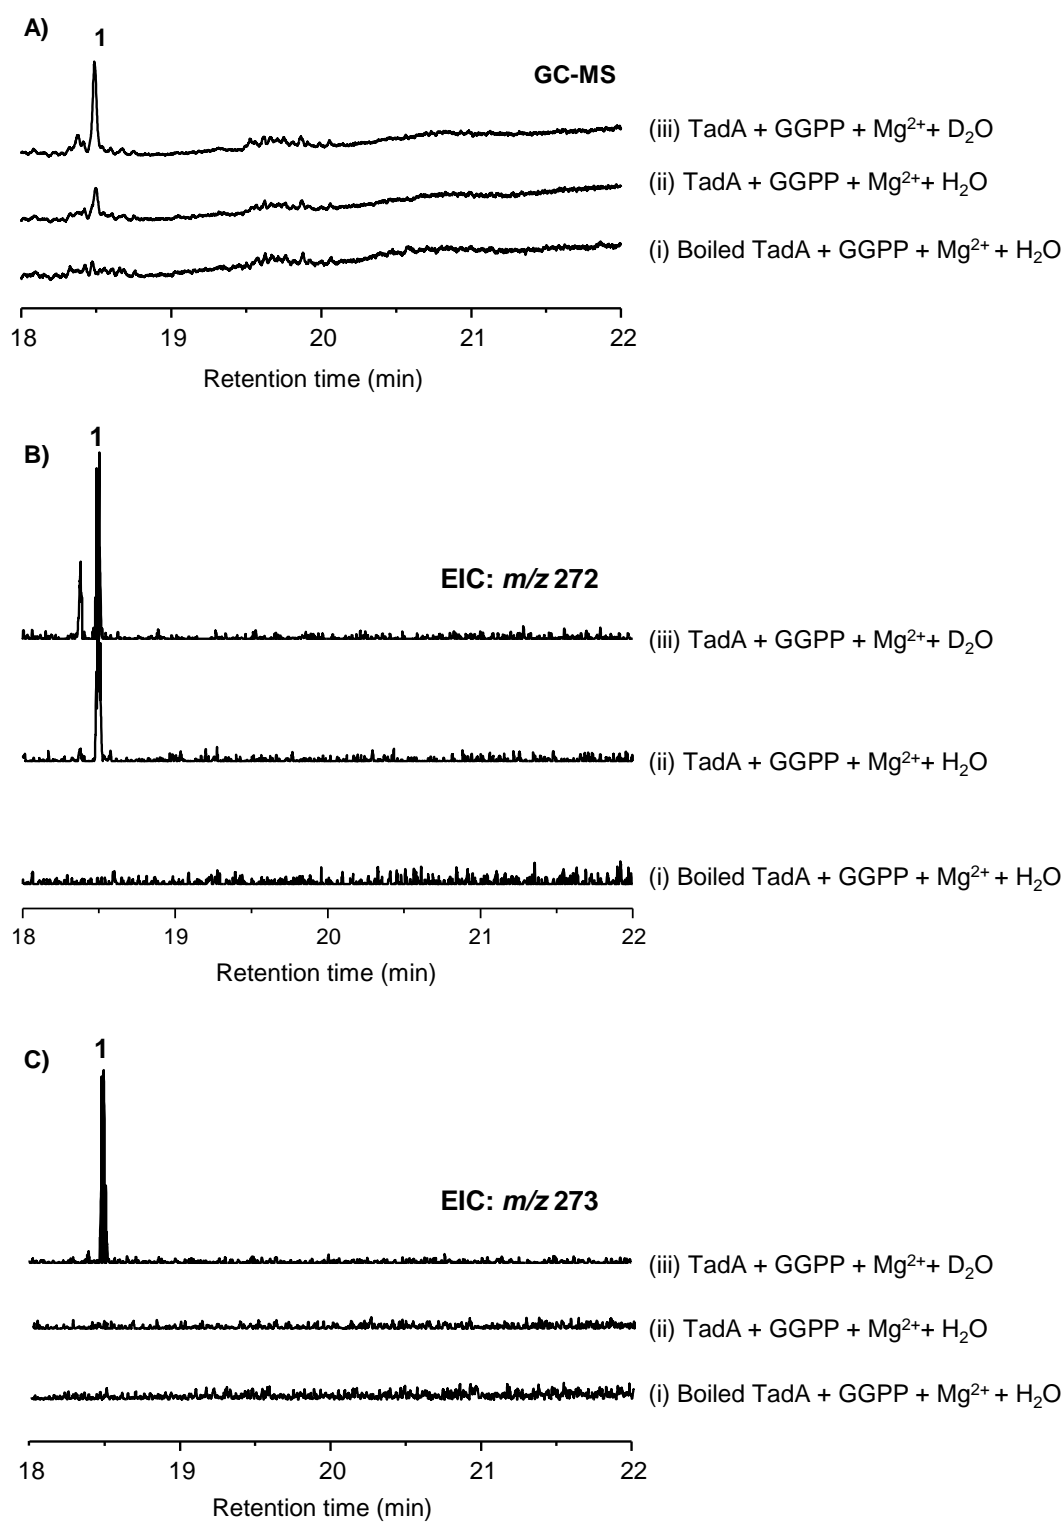 A)
1
GC-MS
(iii) TadA + GGPP + Mg²⁺+ D₂O
(ii) TadA + GGPP + Mg²⁺+ H₂O
(i) Boiled TadA + GGPP + Mg²⁺ + H₂O
18 19 20 21 22
Retention time (min)
B)
1
EIC: m/z 272
(iii) TadA + GGPP + Mg²⁺+ D₂O
(ii) TadA + GGPP + Mg²⁺+ H₂O
(i) Boiled TadA + GGPP + Mg²⁺ + H₂O
18 19 20 21 22
Retention time (min)
C)
1
EIC: m/z 273
(iii) TadA + GGPP + Mg²⁺+ D₂O
(ii) TadA + GGPP + Mg²⁺+ H₂O
(i) Boiled TadA + GGPP + Mg²⁺ + H₂O
18 19 20 21 22
Retention time (min)